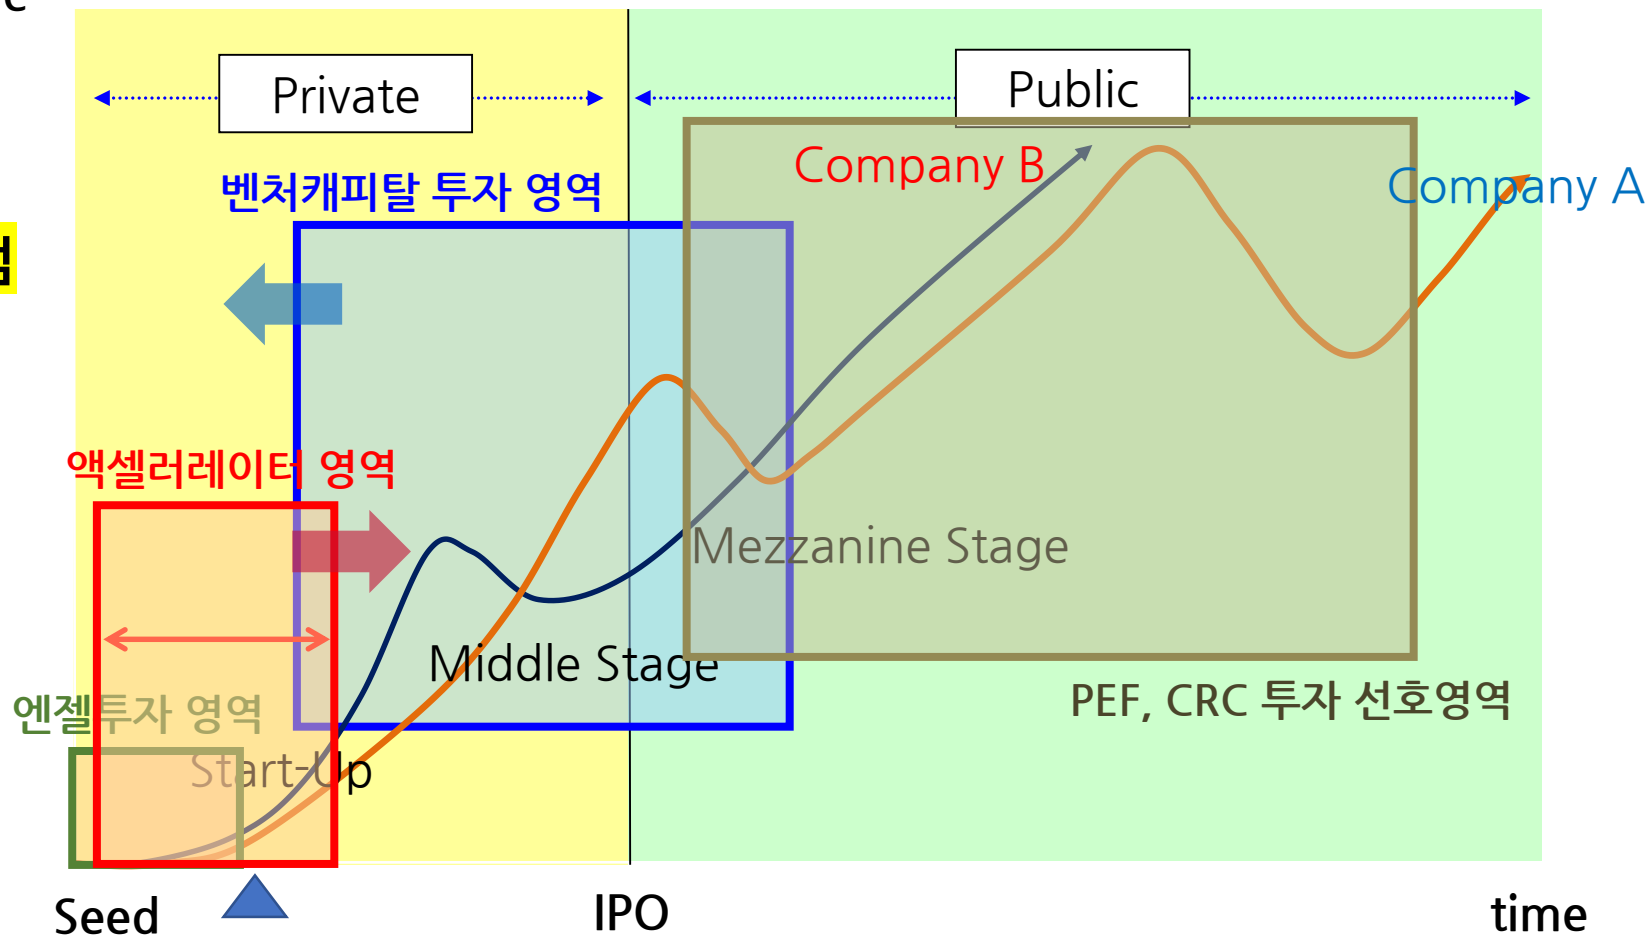 Private
Public
Company B
Company A
벤처캐피탈 투자 영역
액셀러레이터 영역
Mezzanine Stage
Middle Stage
엔젤투자 영역
PEF, CRC 투자 선호영역
Start-Up
Seed
IPO
time